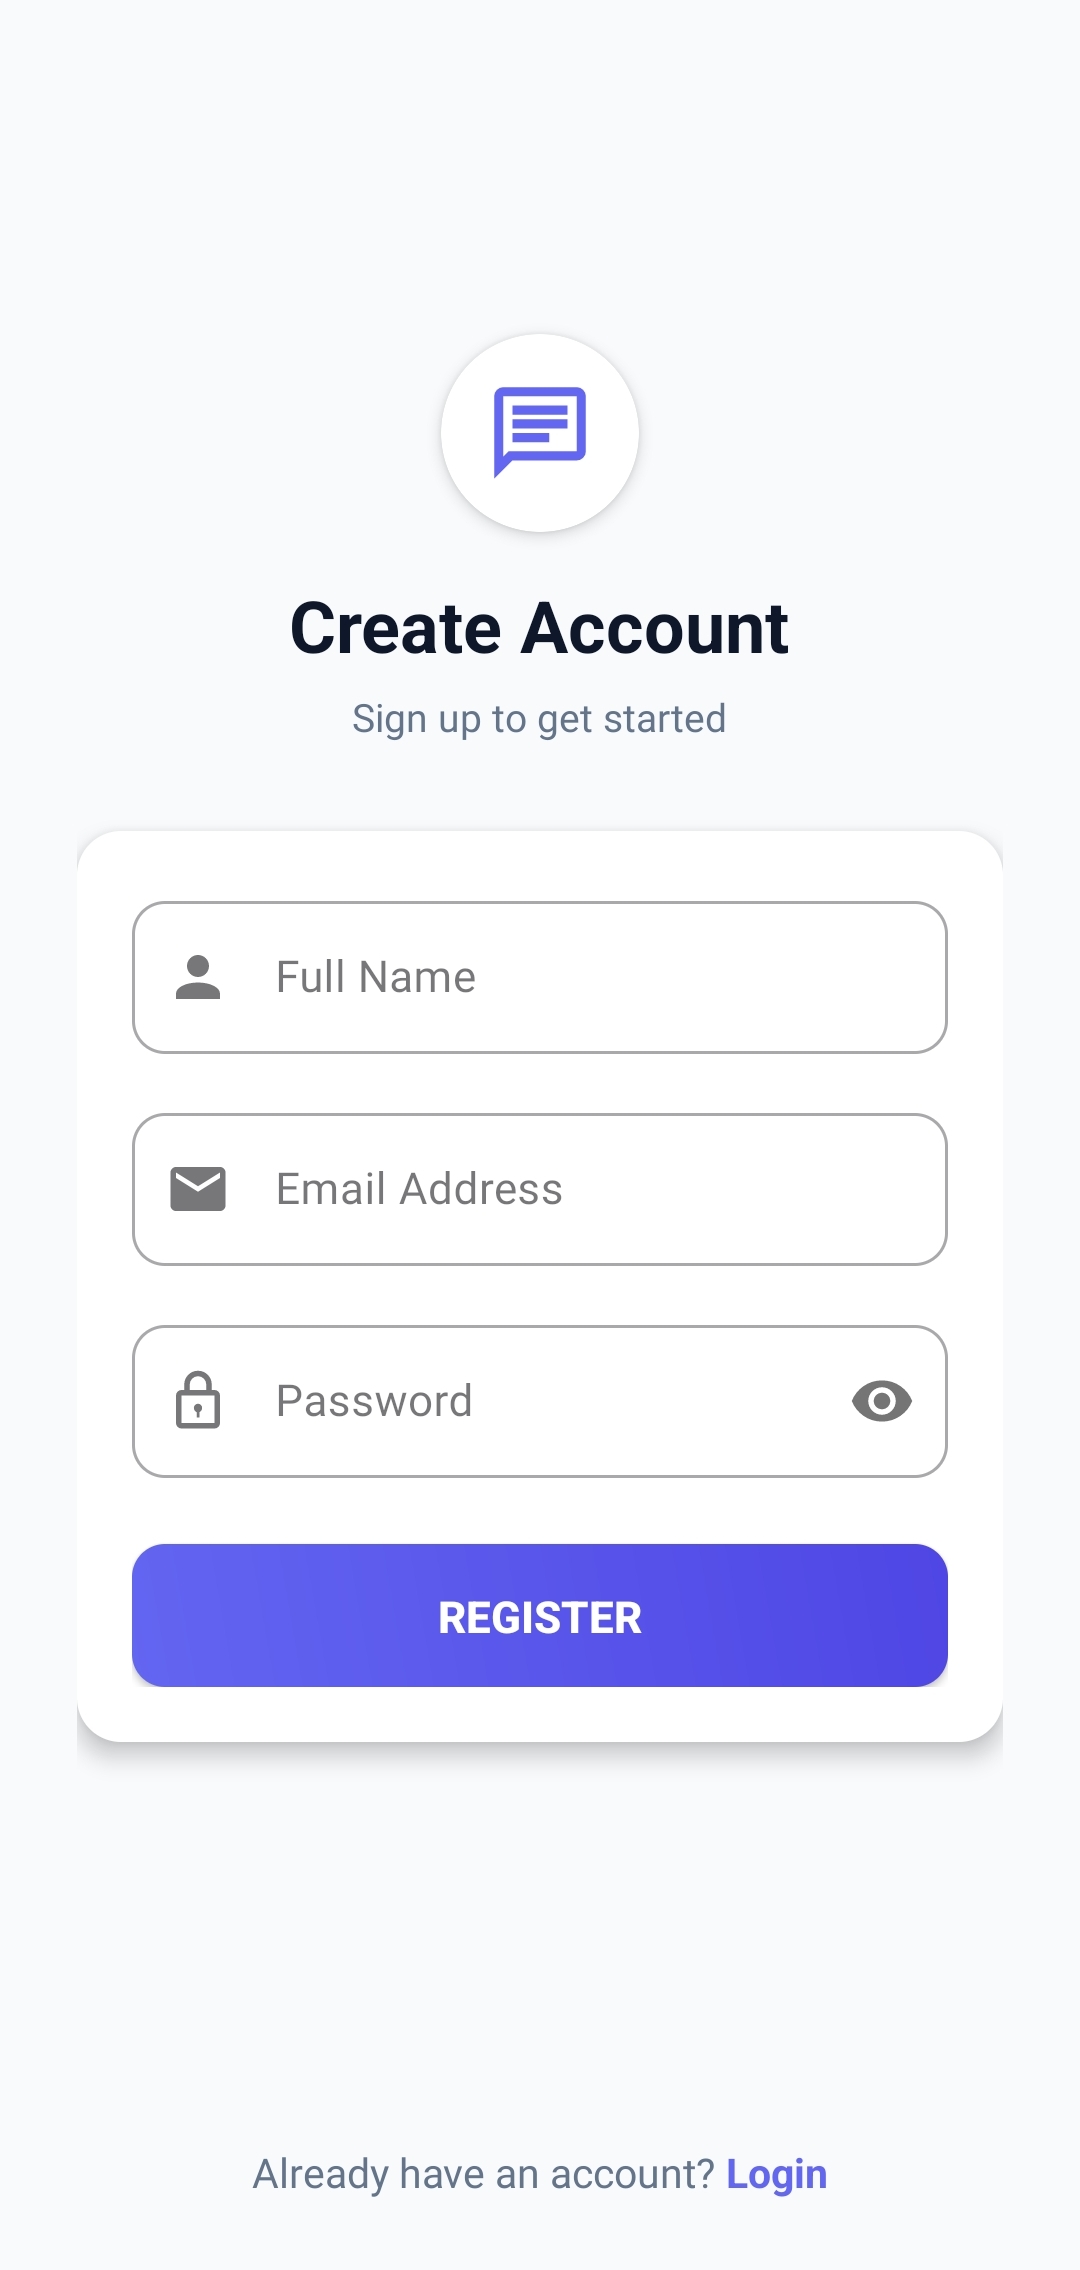 Create Account
Sign up to get started
Full Name
Email Address
Password
REGISTER
Already have an account? Login